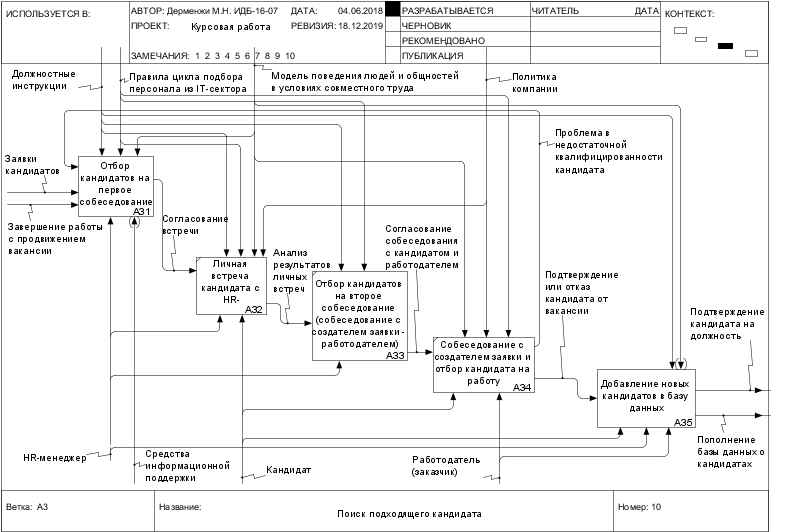 ИСПОЛЬЗУЕТСЯ В:
АВТОР: Дерменжи М.Н. ИДБ-16-07
ДАТА: 04.06.2018
ПРОЕКТ: Курсовая работа
РЕВИЗИЯ: 18.12.2019
ЗАМЕЧАНИЯ: 1 2 3 4 5 6 7 8 9 10
РАЗРАБАТЫВАЕТСЯ
ЧЕРНОВИК
РЕКОМЕНДОВАНО
ПУБЛИКАЦИЯ
ЧИТАТЕЛЬ
ДАТА
КОНТЕКСТ:
Должностные
инструкции
Правила цикла подбора
персонала из IT-сектора
Модель поведения людей и общностей
в условиях совместного труда
Политика
компании
Проблема в
недостаточной
квалифицированости
кандидата
Заявки
кандидатов
Завершение работы
с продвижением
вакансии
Отбор
кандидатов на
первое
собеседование
А31
Согласование
встречи
Личная
встреча
кандидата с
HR-
А32
Анализ
результатов
личных
встреч
Отбор кандидатов
на второе
собеседование
(собеседование с
создателем заявки -
работодателем)
А33
Согласование
собеседования
с кандидатом и
работодателем
Собеседование с
создателем заявки и
отбор кандидата на
работу
А34
Подтверждение
или отказ
кандидата от
вакансии
Добавление новых
кандидатов в базу
данных
А35
Подтверждение
кандидата на
должность
Пополнение
базы данных о
кандидатах
HR-менеджер
Средства
информационной
поддержки
Кандидат
Работодатель
(заказчик)
Ветка: А3
Название:
Поиск подходящего кандидата
Номер: 10